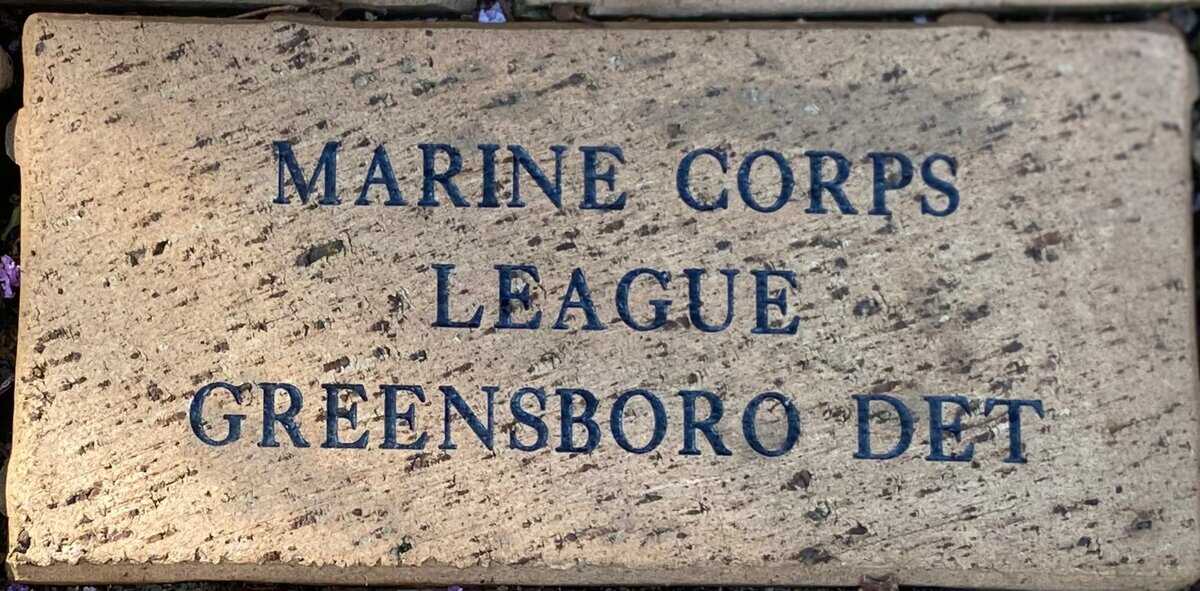 MARINE CORPS
LEAGUE
GREENSBORO DET